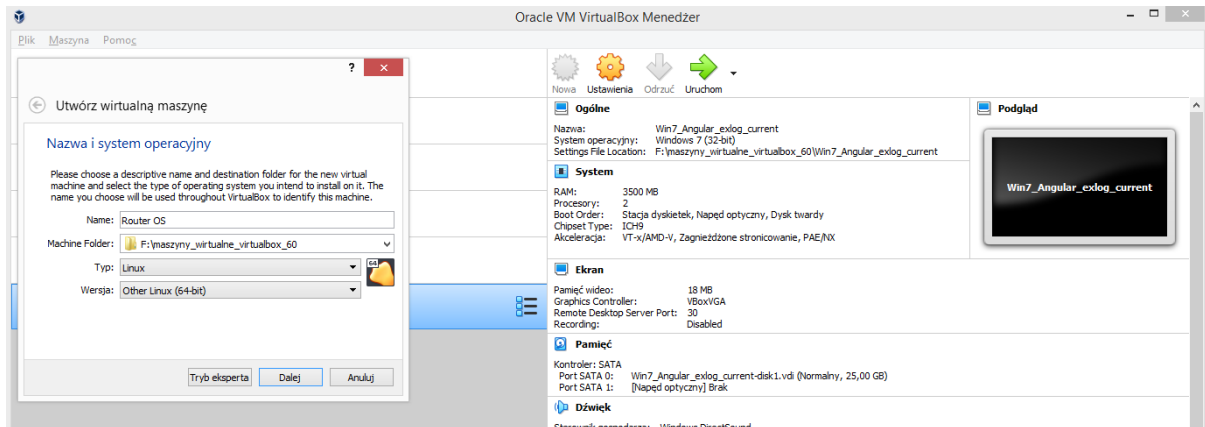 Oracle VM VirtualBox Menedżer
Plik Maszyna Pomoc
?
Utwórz wirtualną maszynę
Nazwa i system operacyjny
Please choose a descriptive name and destination folder for the new virtual
machine and select the type of operating system you intend to install on it. The
name you choose will be used throughout VirtualBox to identify this machine.
Name: Router OS
Machine Folder: F:\maszyny_wirtualne_virtualbox_60
Typ: Linux
64
Wersja: Other Linux (64-bit)
Tryb eksperta Dalej Anuluj
Nowa Ustawienia Odrzuć Uruchom
Ogólne
Nazwa: Win7_Angular_exlog_current
System operacyjny: Windows 7 (32-bit)
Settings File Location: F:\maszyny_wirtualne_virtualbox_60\Win7_Angular_exlog_current
System
RAM: 3500 MB
Procesory: 2
Boot Order: Stacja dyskietek, Napęd optyczny, Dysk twardy
Chipset Type: ICH9
Akceleracja: VT-x/AMD-V, Zagnieżdżone stronicowanie, PAE/NX
Ekran
Pamięć wideo: 18 MB
Graphics Controller: VBoxVGA
Remote Desktop Server Port: 30
Recording: Disabled
Pamięć
Kontroler: SATA
Port SATA 0: Win7_Angular_exlog_current-disk1.vdi (Normalny, 25,00 GB)
Port SATA 1: [Napęd optyczny] Brak
Dźwięk
Podgląd
Win7_Angular_exlog_current